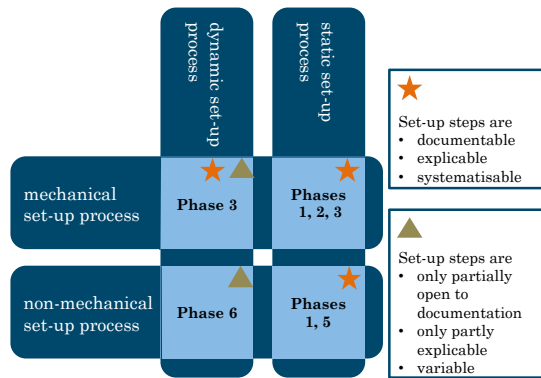 dynamic set-up
process
static set-up
process
Set-up steps are
• documentable
• explicable
• systematisable
mechanical
set-up process
Phase 3
Phases
1, 2, 3
non-mechanical
set-up process
Phase 6
Phases
1, 5
Set-up steps are
• only partially
open to
documentation
• only partly
explicable
• variable